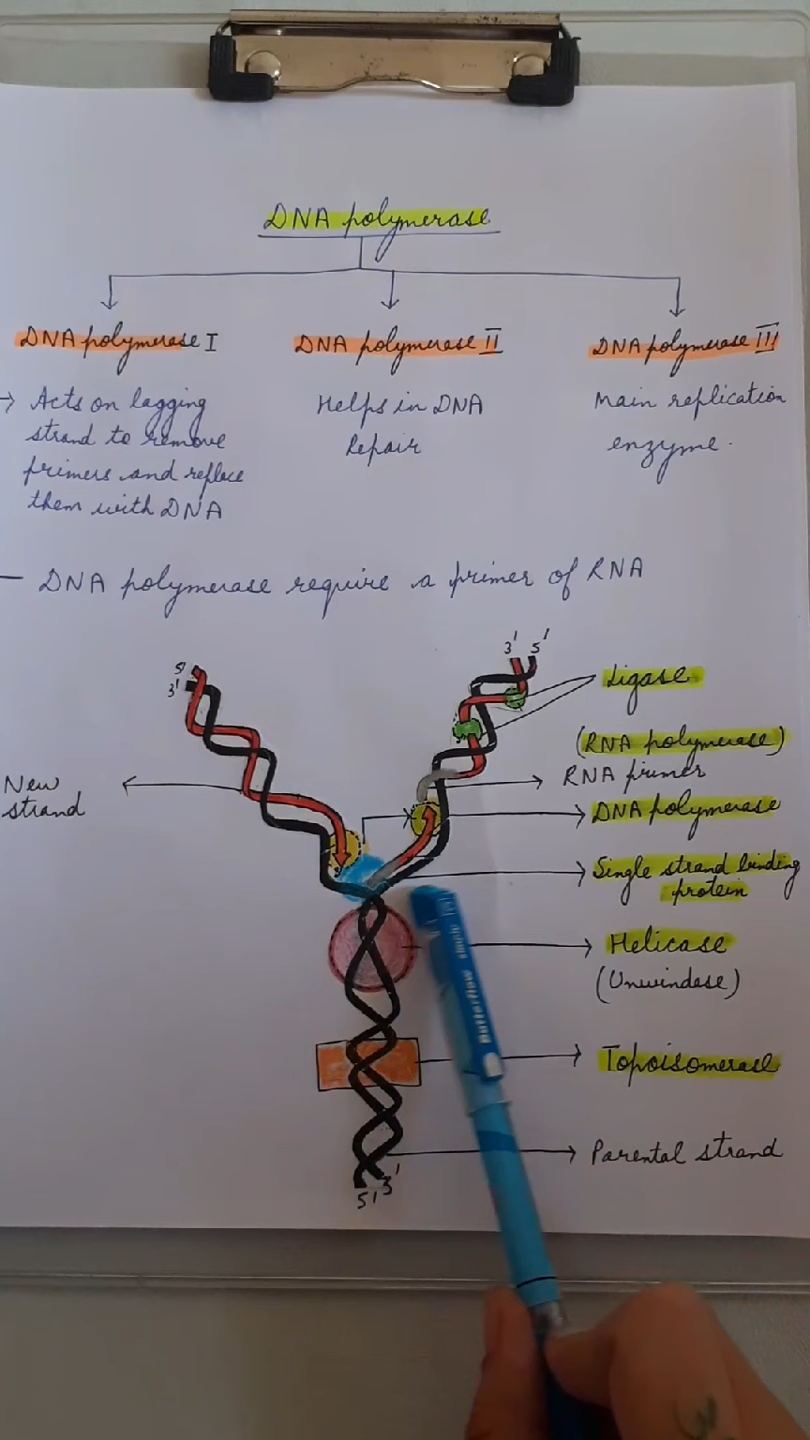 DNA polymerase
DNA polymerase I
DNA polymerase II
DNA polymerase III
→ Acts on lagging
strand to remove
primers and replace
them with DNA
Helps in DNA
Repair
Main replication
enzyme.
— DNA polymerase require a primer of RNA
5'
3'
3' 5'
Ligase
(RNA polymerase)
RNA primer
New
strand
DNA polymerase
Single strand binding
protein
Helicase
(Unwindase)
Topoisomerase
Parental strand
5' 3'
Butterflow simple